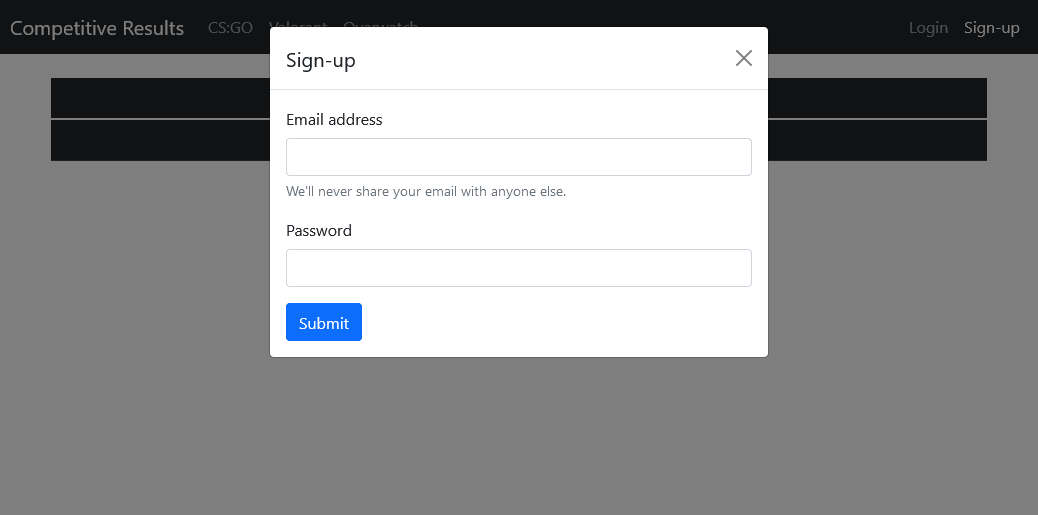 Competitive Results CS:GO Valorant Overwatch Login Sign-up
Sign-up
Email address
We'll never share your email with anyone else.
Password
Submit